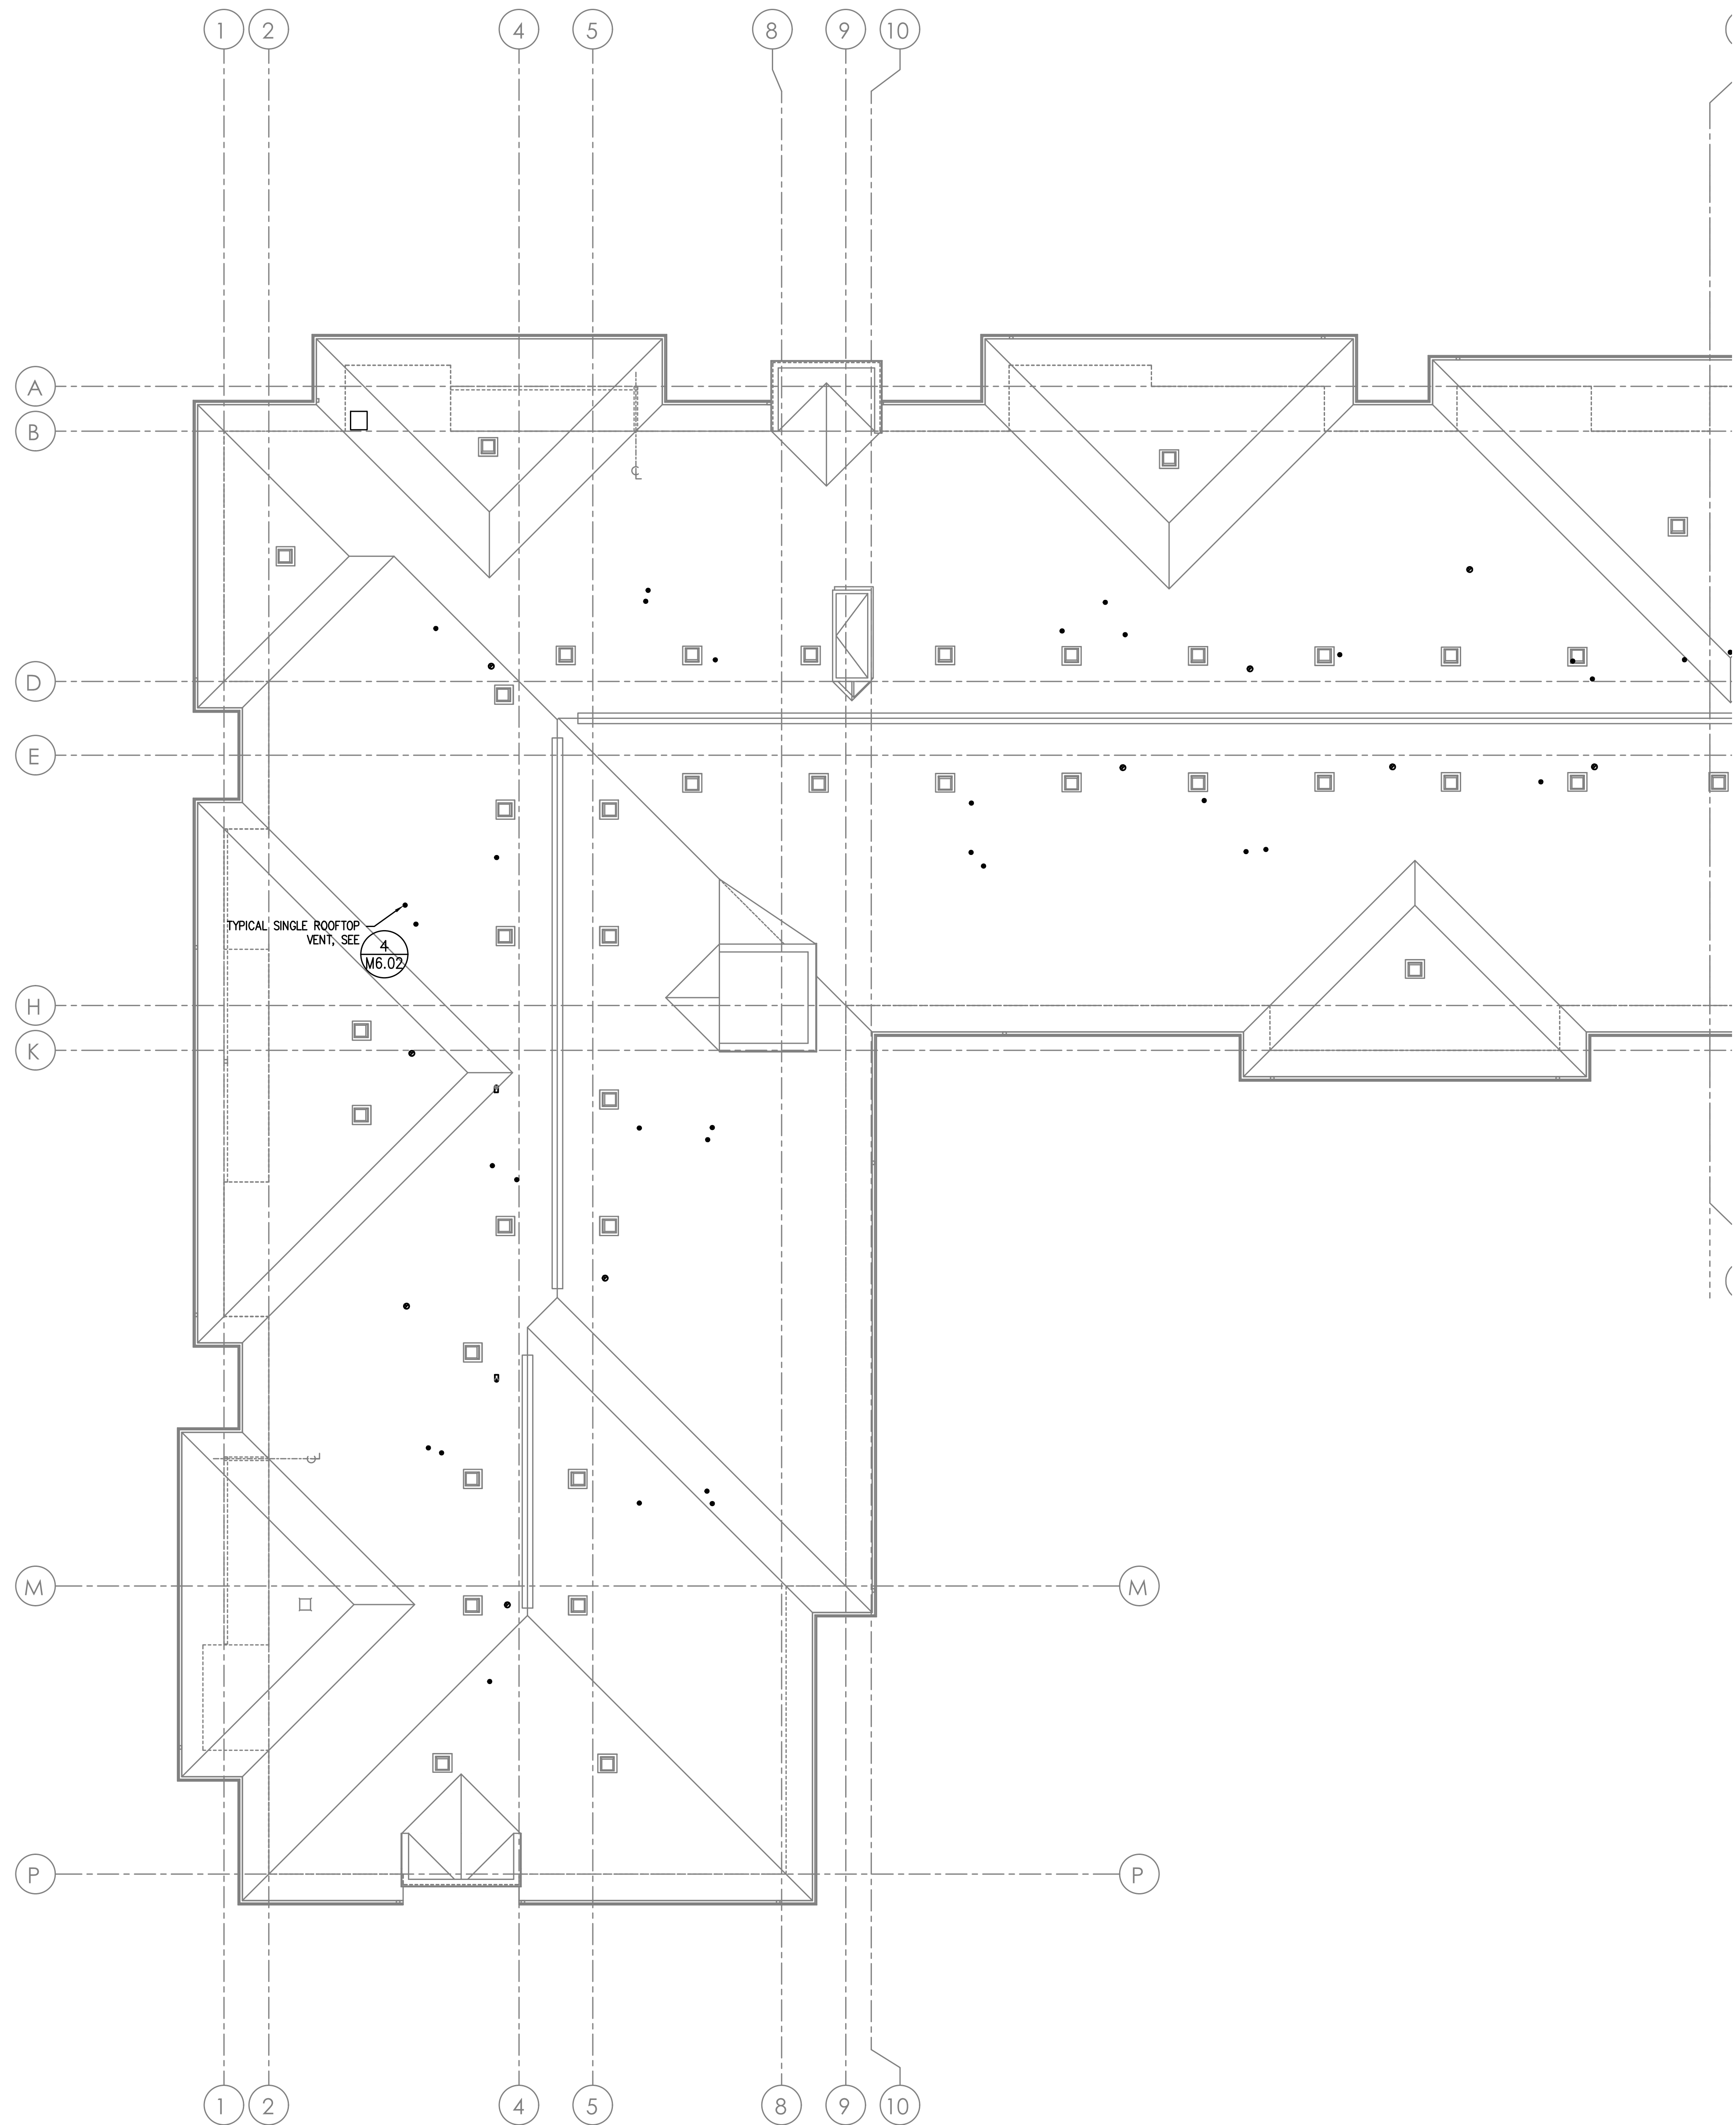 1 2 4 5 8 9 10
A
B
D
E
TYPICAL SINGLE ROOFTOP
VENT, SEE
4
M6.02
H
K
M M
P P
1 2 4 5 8 9 10